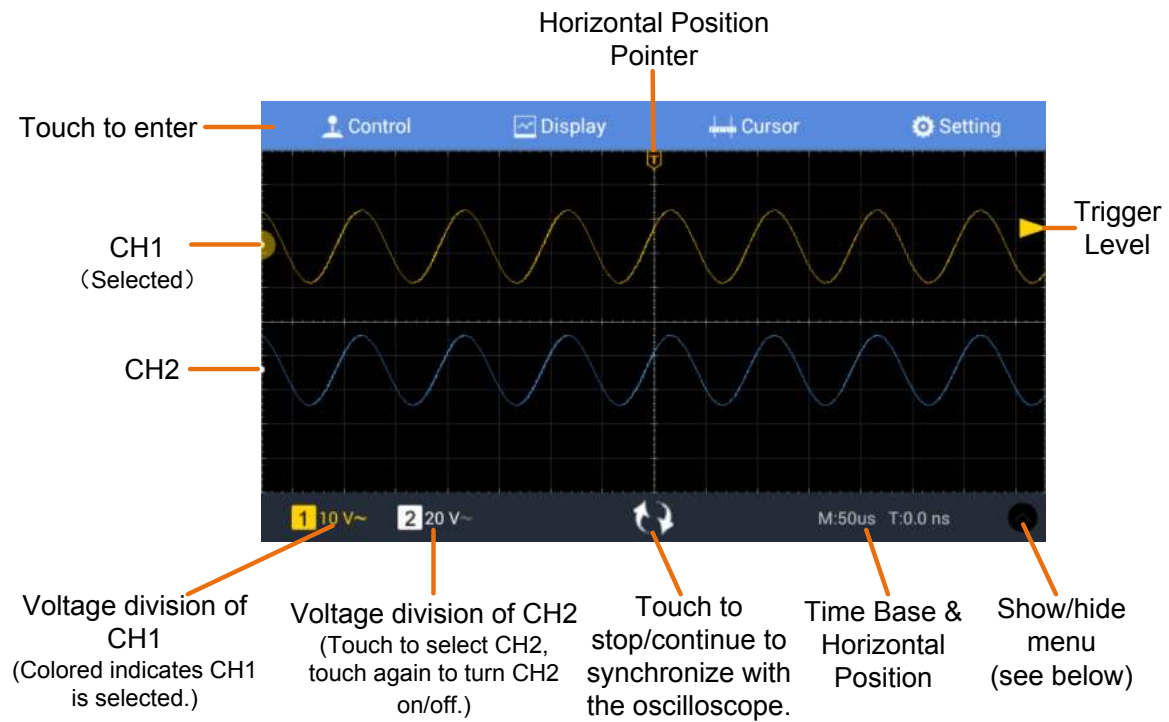 Horizontal Position
Pointer
Touch to enter
Control
Display
Cursor
Setting
T
CH1
（Selected）
Trigger
Level
CH2
1 10 V~
2 20 V~
M:50us T:0.0 ns
Voltage division of
CH1
(Colored indicates CH1
is selected.)
Voltage division of CH2
(Touch to select CH2,
touch again to turn CH2
on/off.)
Touch to
stop/continue to
synchronize with
the oscilloscope.
Time Base &
Horizontal
Position
Show/hide
menu
(see below)